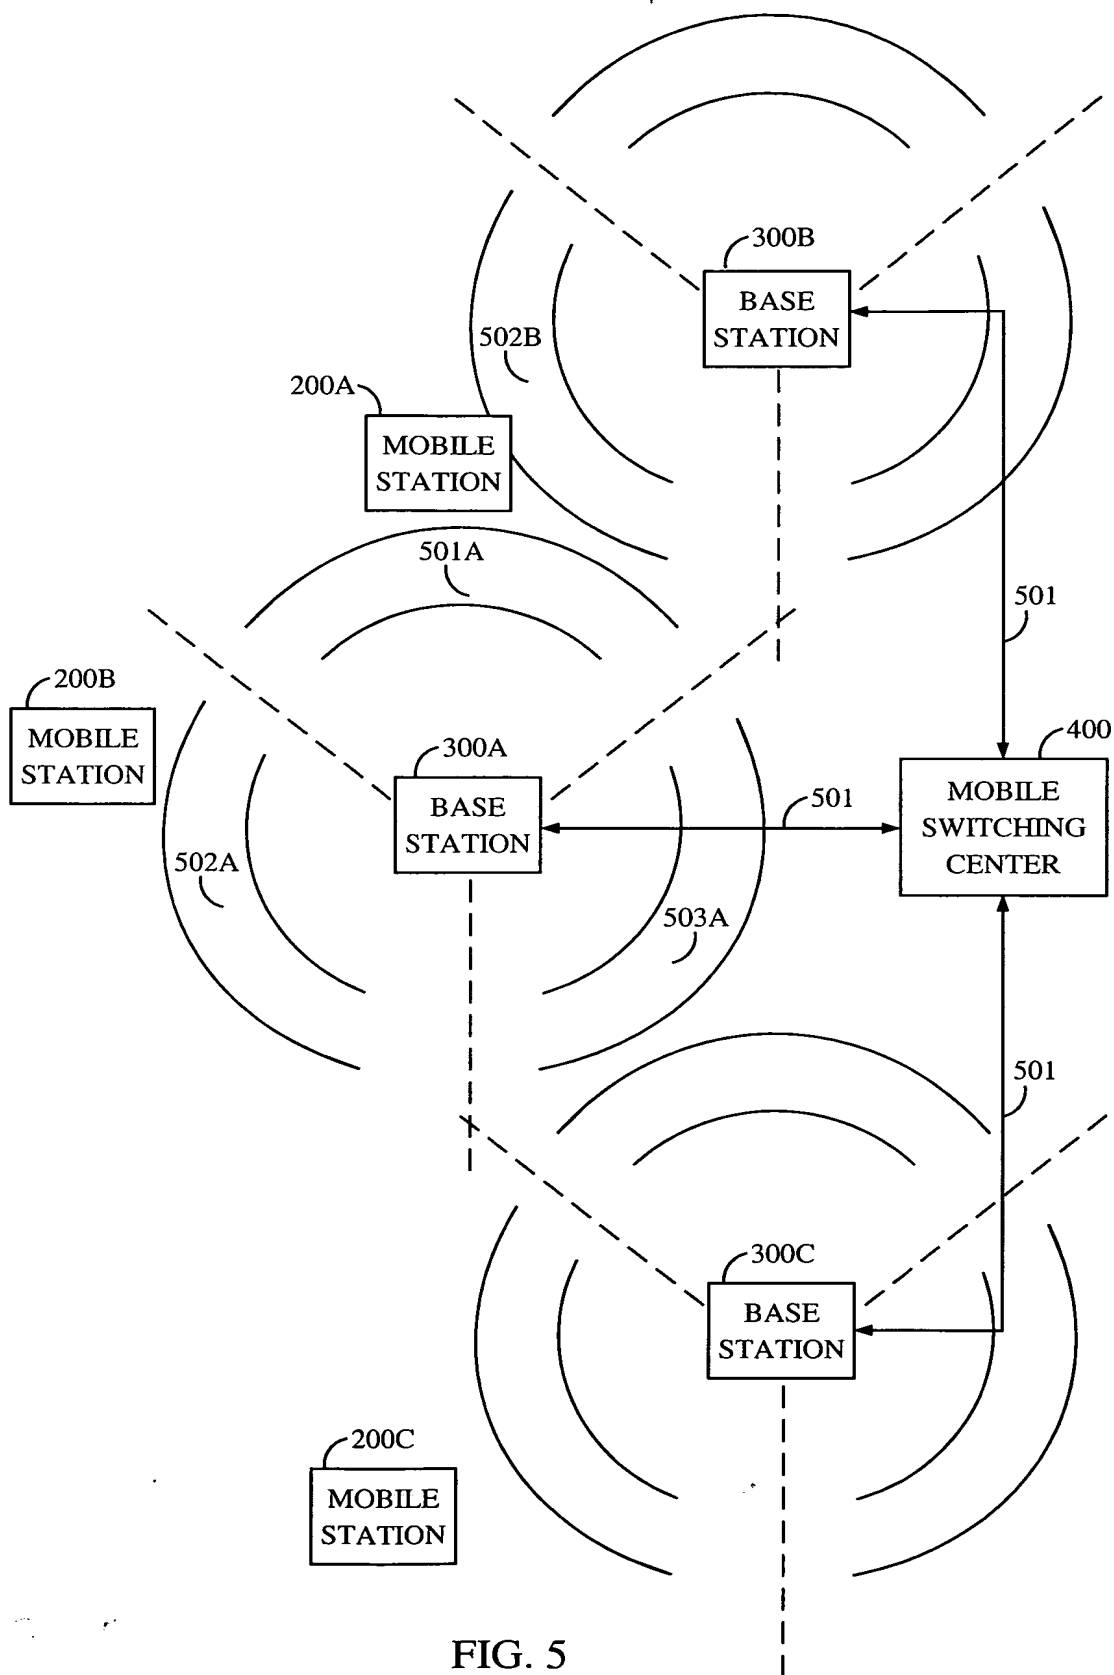 300B
BASE
STATION
502B
200A
MOBILE
STATION
501A
501
200B
MOBILE
STATION
300A
BASE
STATION
501
400
MOBILE
SWITCHING
CENTER
502A
503A
501
300C
BASE
STATION
200C
MOBILE
STATION
FIG. 5